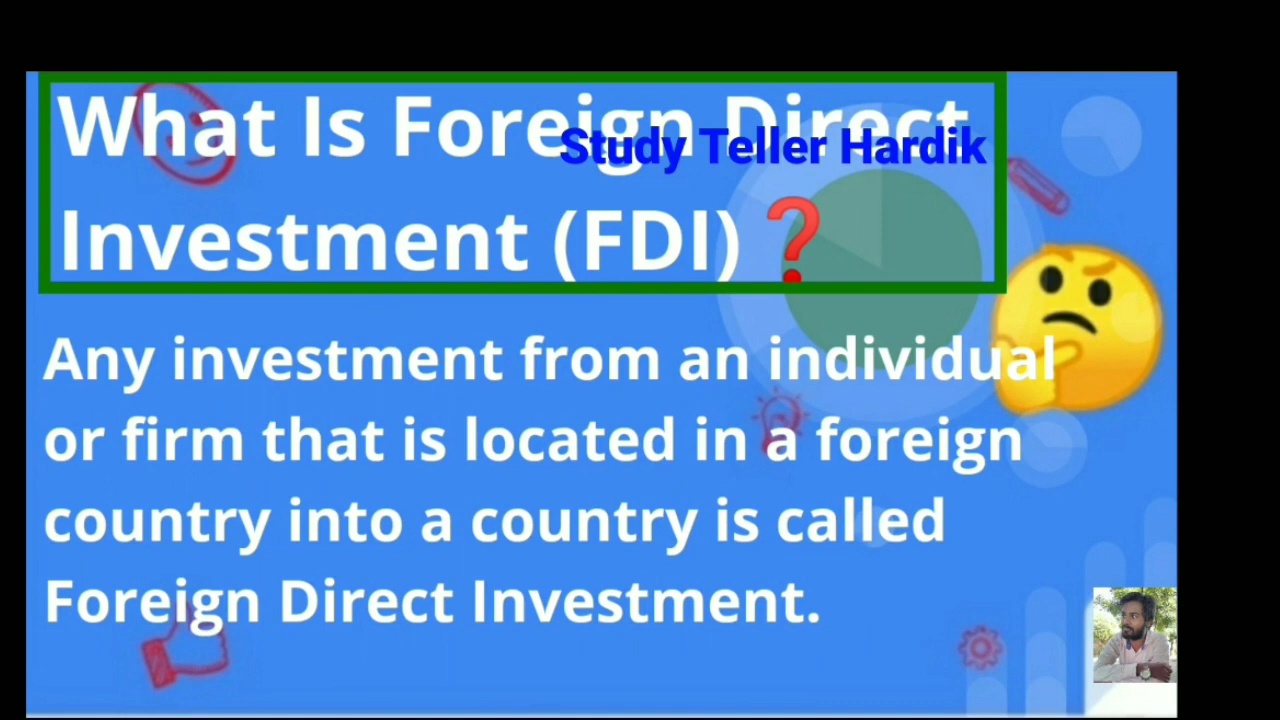 What Is Foreign Direct
Study Teller Hardik
Investment (FDI)❓
Any investment from an individual
or firm that is located in a foreign
country into a country is called
Foreign Direct Investment.